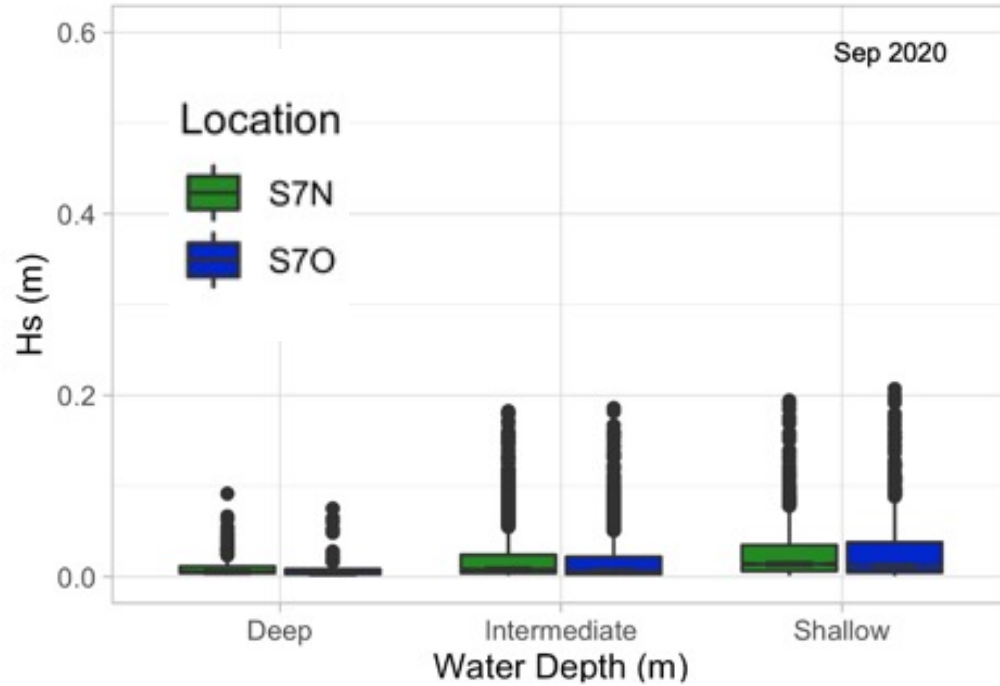 0.6
Sep 2020
Location
S7N
S7O
0.4
0.2
0.0
Hs (m)
Deep Intermediate Shallow
Water Depth (m)